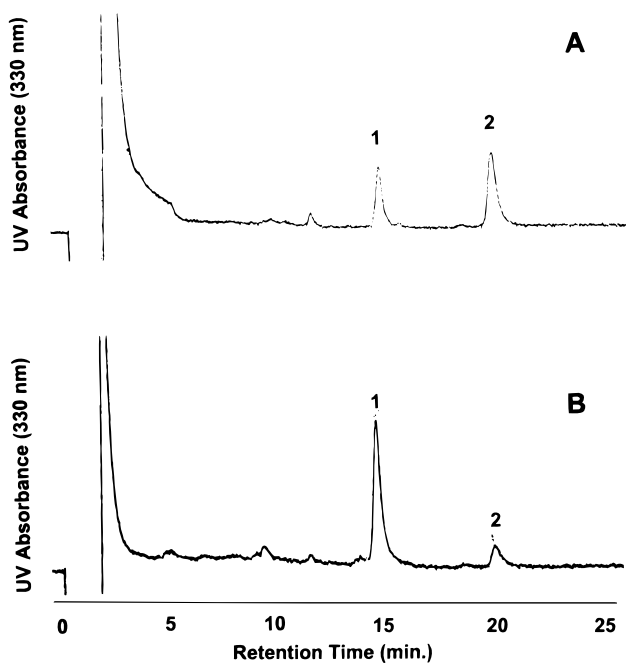 A
UV Absorbance (330 nm)
1
2
B
UV Absorbance (330 nm)
1
2
0 5 10 15 20 25
Retention Time (min.)